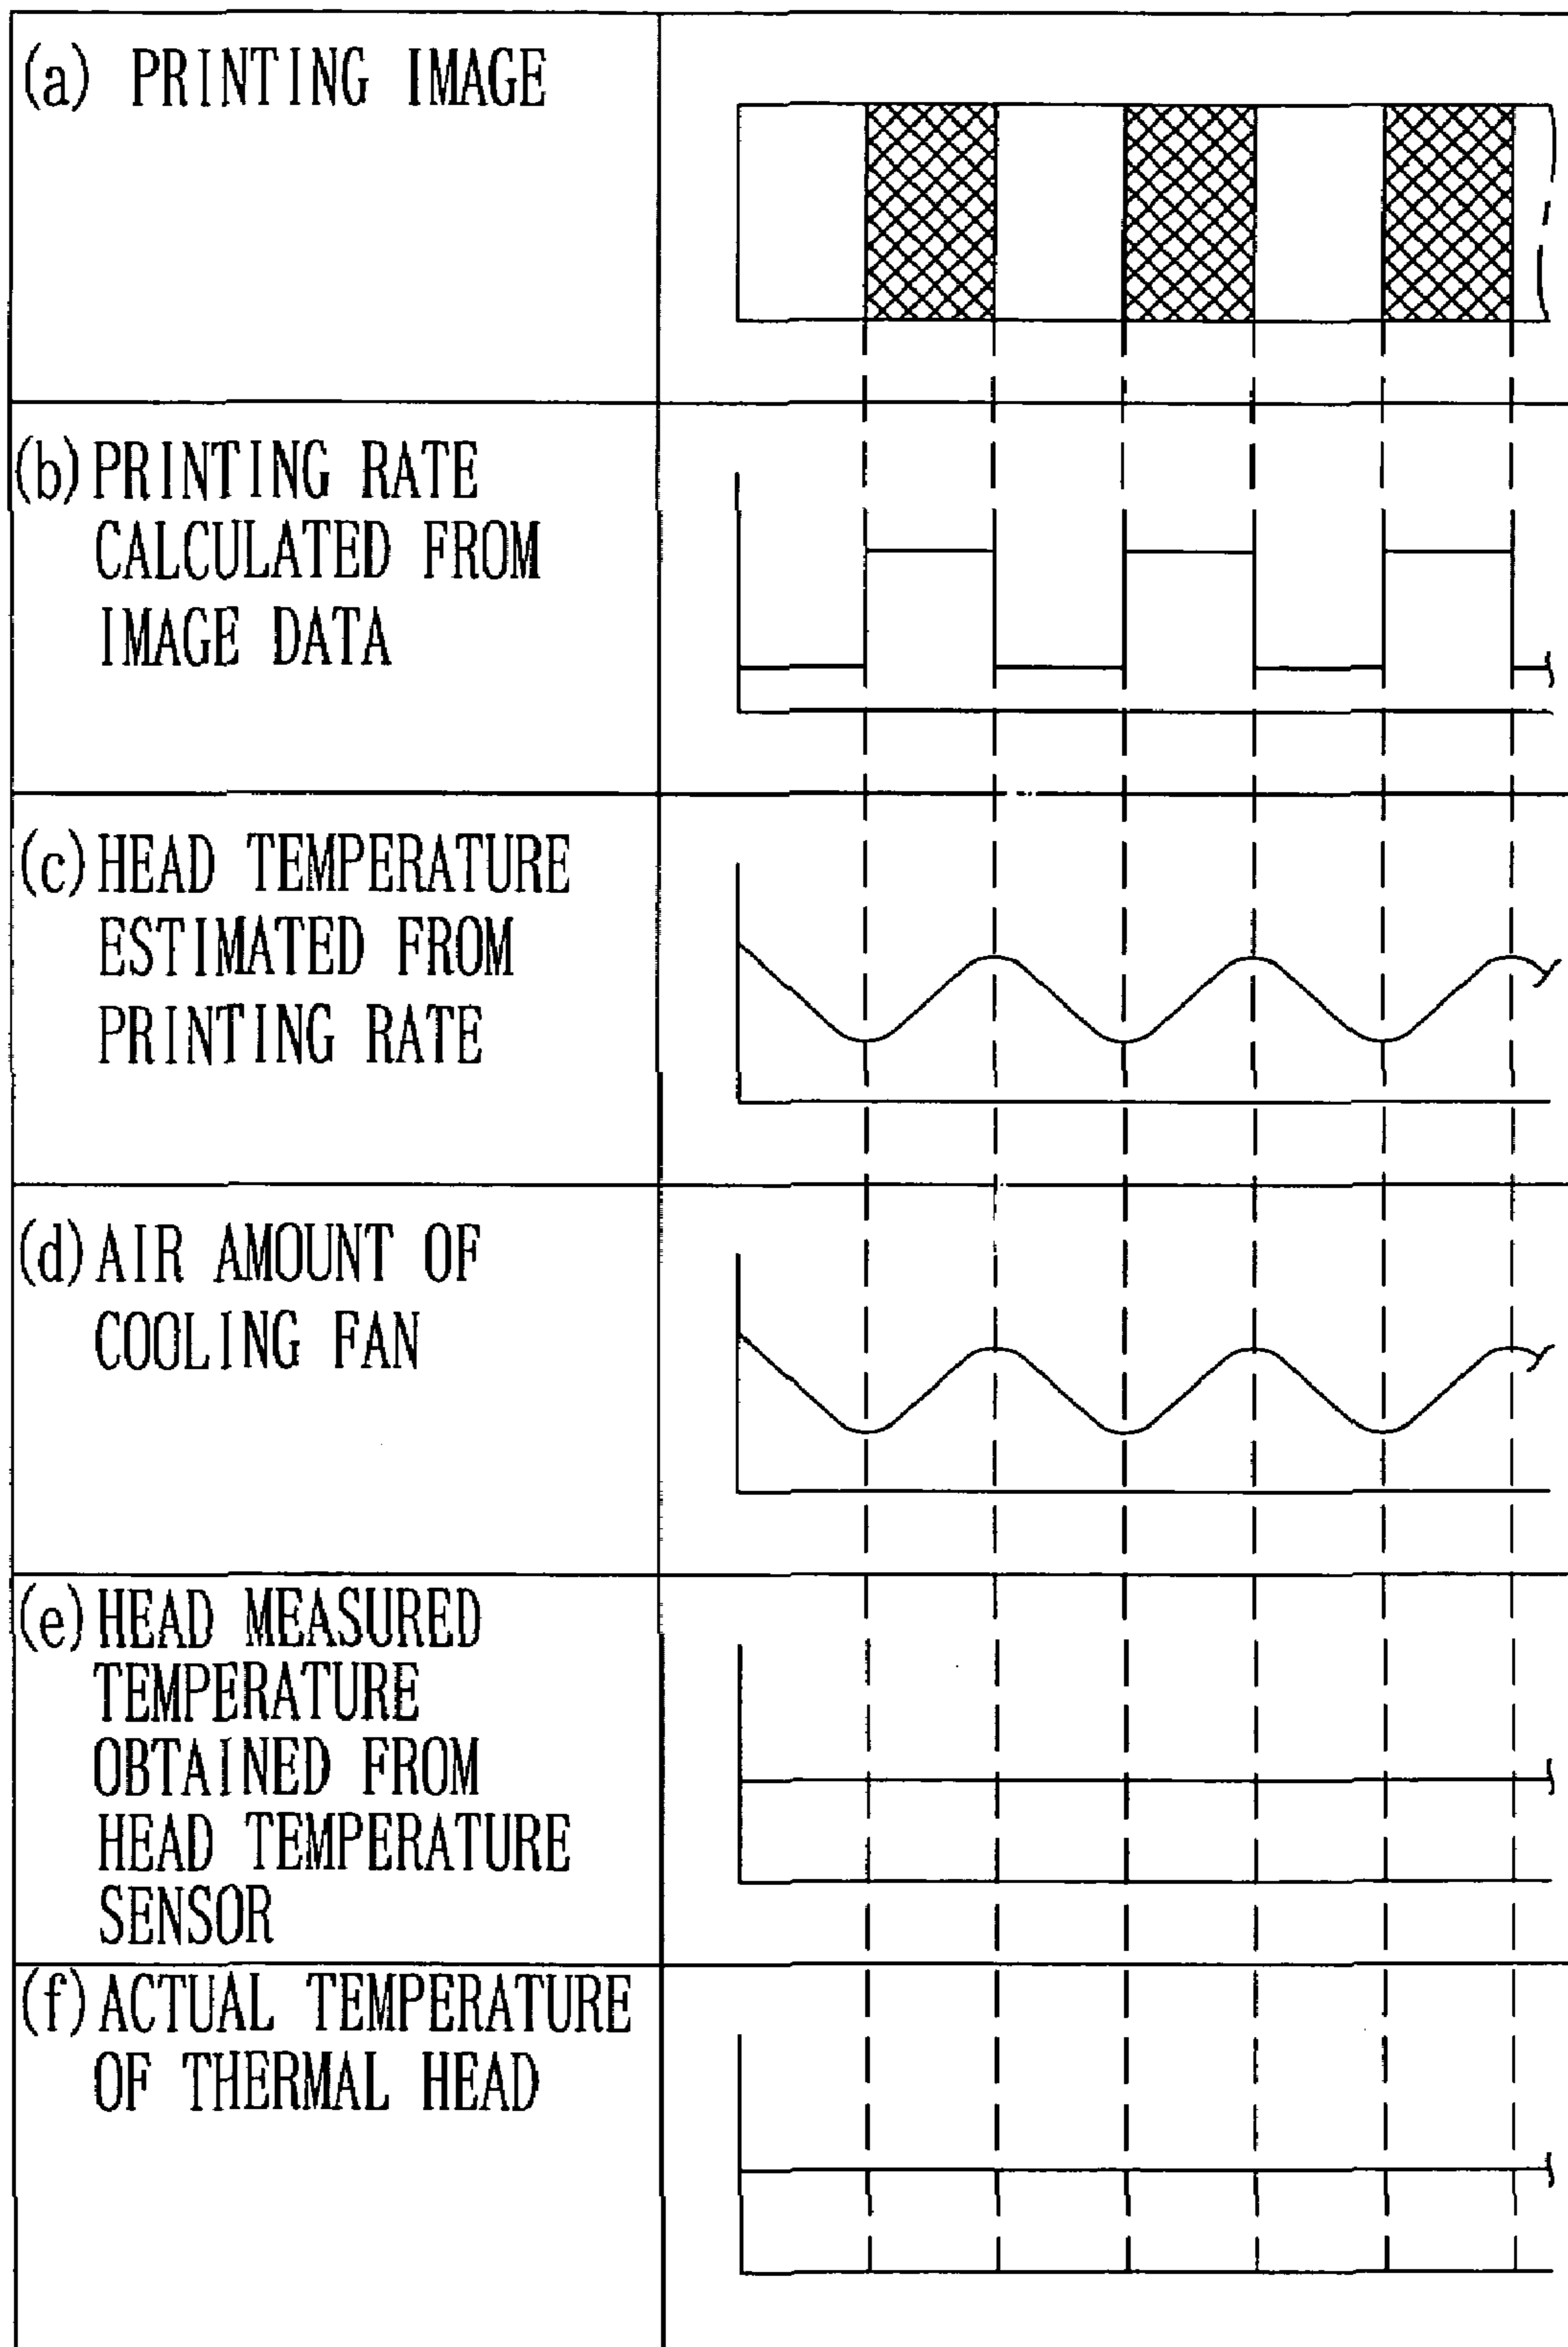 (a) PRINTING IMAGE
(b) PRINTING RATE
CALCULATED FROM
IMAGE DATA
(c) HEAD TEMPERATURE
ESTIMATED FROM
PRINTING RATE
(d) AIR AMOUNT OF
COOLING FAN
(e) HEAD MEASURED
TEMPERATURE
OBTAINED FROM
HEAD TEMPERATURE
SENSOR
(f) ACTUAL TEMPERATURE
OF THERMAL HEAD